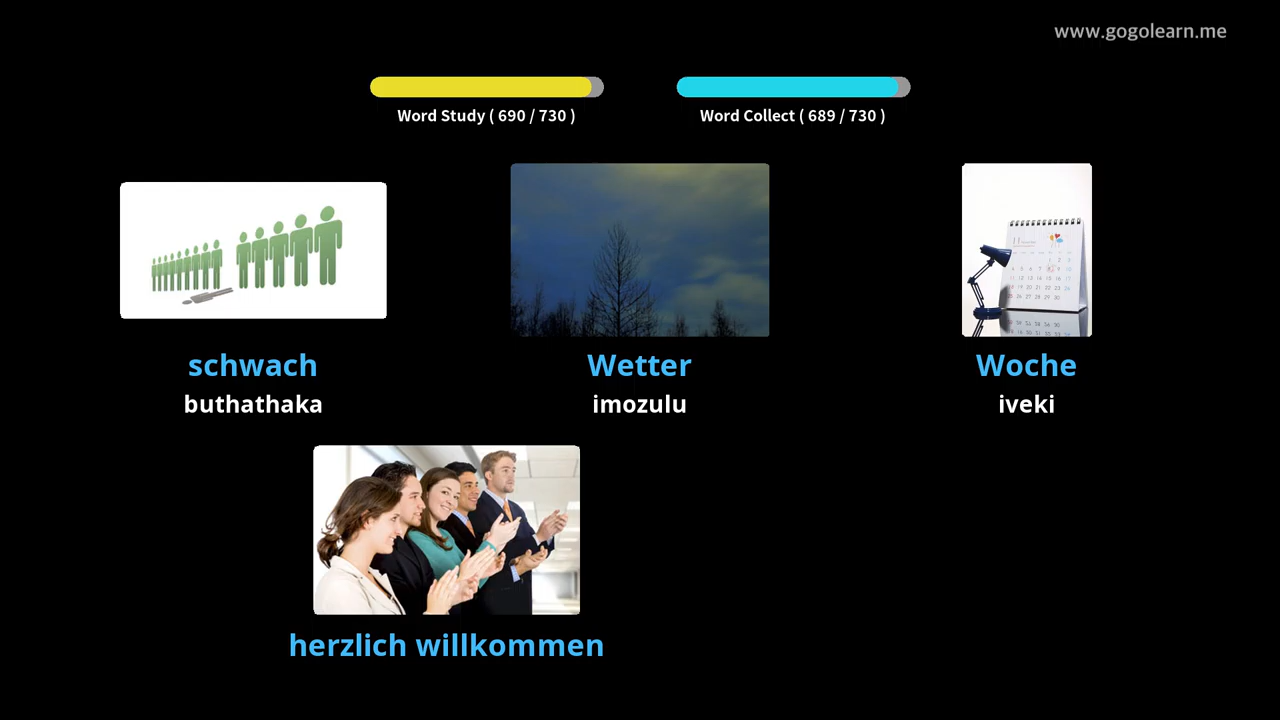 www.gogolearn.me
Word Study ( 690 / 730 )
Word Collect ( 689 / 730 )
schwach
Wetter
Woche
buthathaka
imozulu
iveki
herzlich willkommen